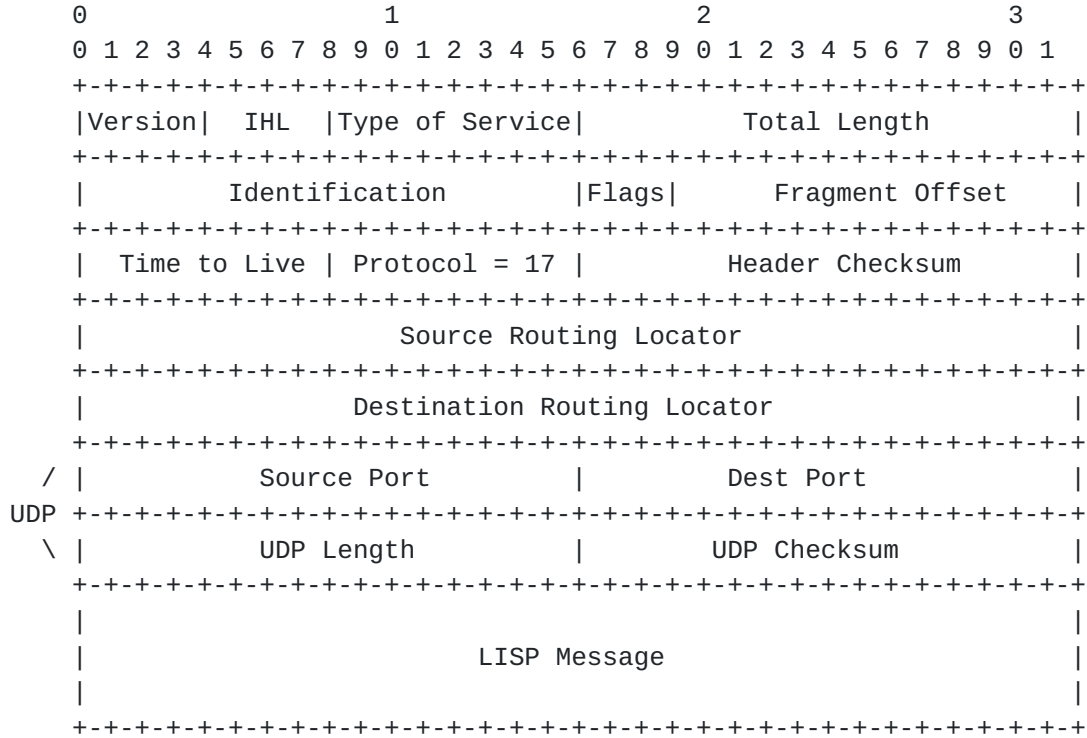 0                   1                   2                   3
        0 1 2 3 4 5 6 7 8 9 0 1 2 3 4 5 6 7 8 9 0 1 2 3 4 5 6 7 8 9 0 1
       +-+-+-+-+-+-+-+-+-+-+-+-+-+-+-+-+-+-+-+-+-+-+-+-+-+-+-+-+-+-+-+-+
       |Version|  IHL  |Type of Service|          Total Length         |
       +-+-+-+-+-+-+-+-+-+-+-+-+-+-+-+-+-+-+-+-+-+-+-+-+-+-+-+-+-+-+-+-+
       |         Identification        |Flags|      Fragment Offset    |
       +-+-+-+-+-+-+-+-+-+-+-+-+-+-+-+-+-+-+-+-+-+-+-+-+-+-+-+-+-+-+-+-+
       |  Time to Live | Protocol = 17 |         Header Checksum       |
       +-+-+-+-+-+-+-+-+-+-+-+-+-+-+-+-+-+-+-+-+-+-+-+-+-+-+-+-+-+-+-+-+
       |                    Source Routing Locator                     |
       +-+-+-+-+-+-+-+-+-+-+-+-+-+-+-+-+-+-+-+-+-+-+-+-+-+-+-+-+-+-+-+-+
       |                 Destination Routing Locator                   |
       +-+-+-+-+-+-+-+-+-+-+-+-+-+-+-+-+-+-+-+-+-+-+-+-+-+-+-+-+-+-+-+-+
     / |           Source Port         |         Dest Port             |
   UDP +-+-+-+-+-+-+-+-+-+-+-+-+-+-+-+-+-+-+-+-+-+-+-+-+-+-+-+-+-+-+-+-+
     \ |           UDP Length          |        UDP Checksum           |
       +-+-+-+-+-+-+-+-+-+-+-+-+-+-+-+-+-+-+-+-+-+-+-+-+-+-+-+-+-+-+-+-+
       |                                                               |
       |                         LISP Message                          |
       |                                                               |
       +-+-+-+-+-+-+-+-+-+-+-+-+-+-+-+-+-+-+-+-+-+-+-+-+-+-+-+-+-+-+-+-+